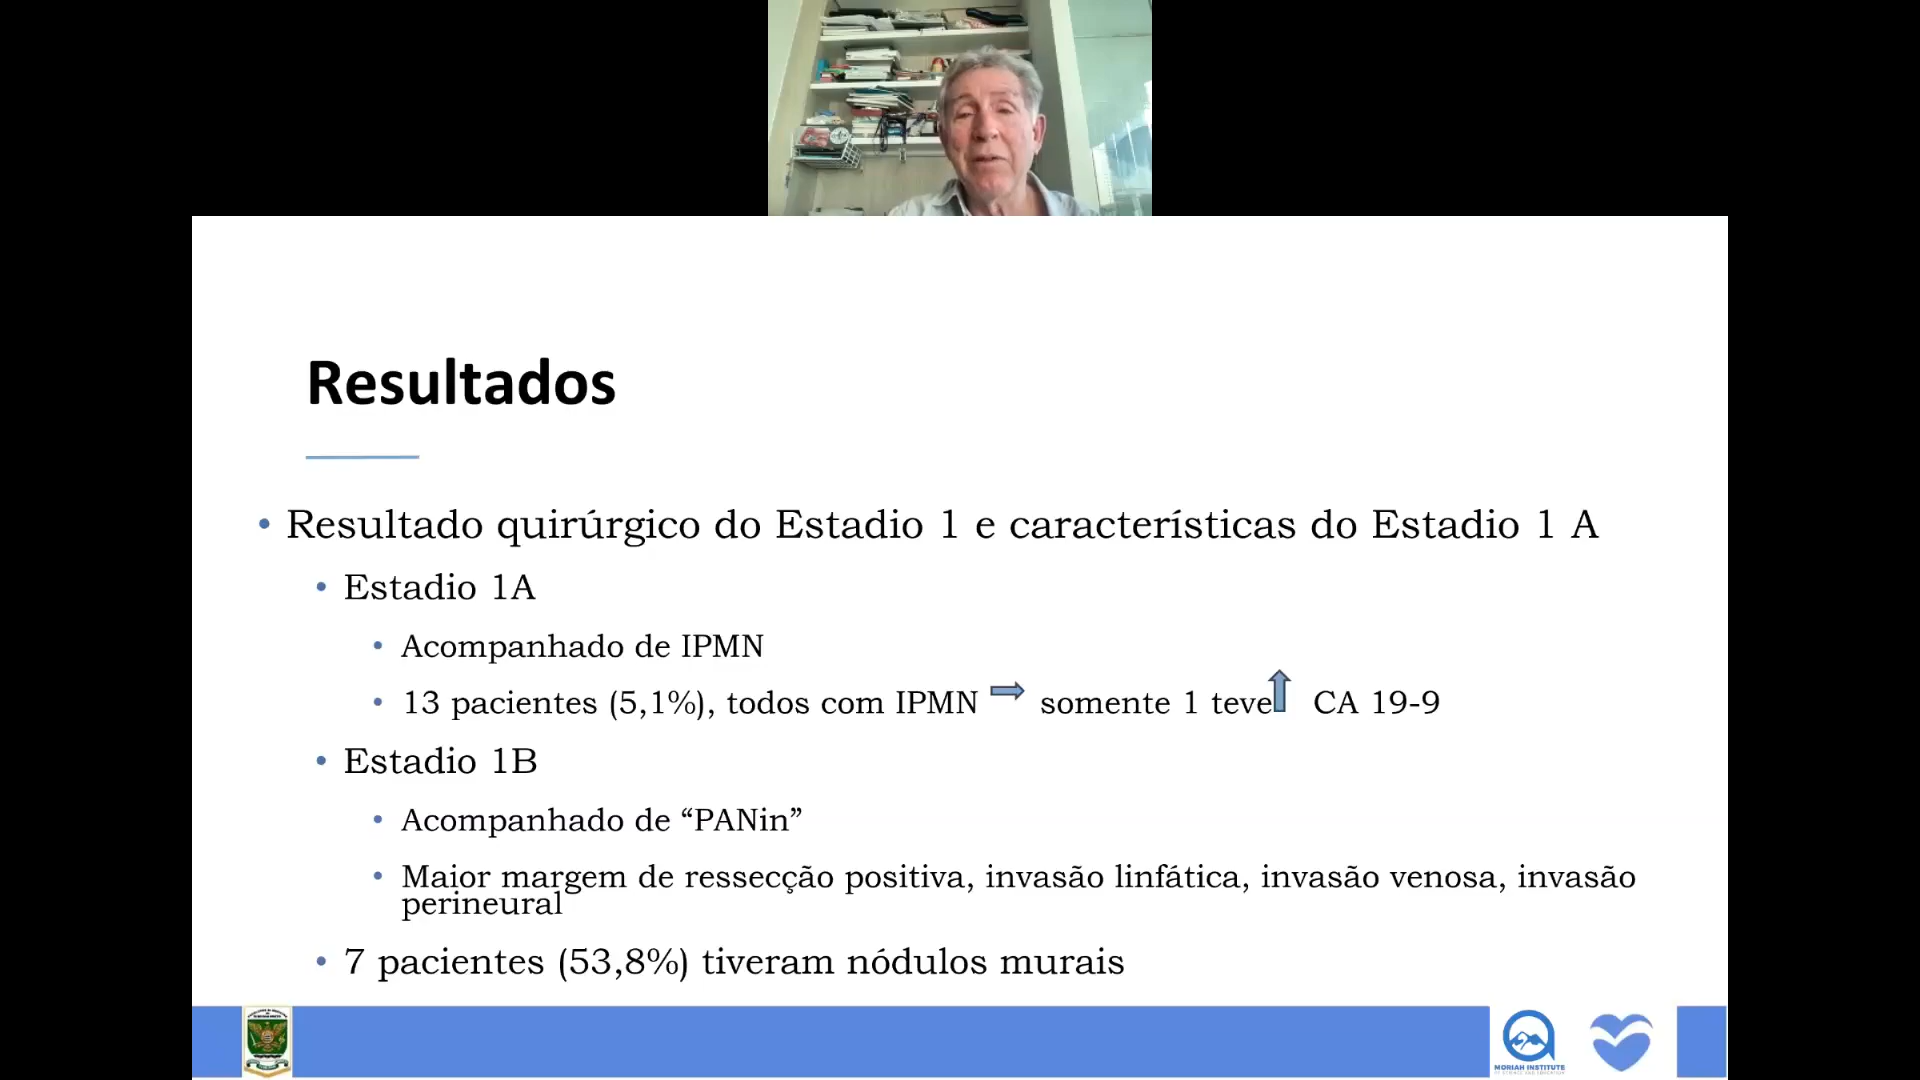 Resultados
• Resultado quirúrgico do Estadio 1 e características do Estadio 1 A
• Estadio 1A
• Acompanhado de IPMN
• 13 pacientes (5,1%), todos com IPMN ➡ somente 1 teve ⬆ CA 19-9
• Estadio 1B
• Acompanhado de “PANin”
• Maior margem de ressecção positiva, invasão linfática, invasão venosa, invasão
perineural
• 7 pacientes (53,8%) tiveram nódulos murais
MORIAH INSTITUTE